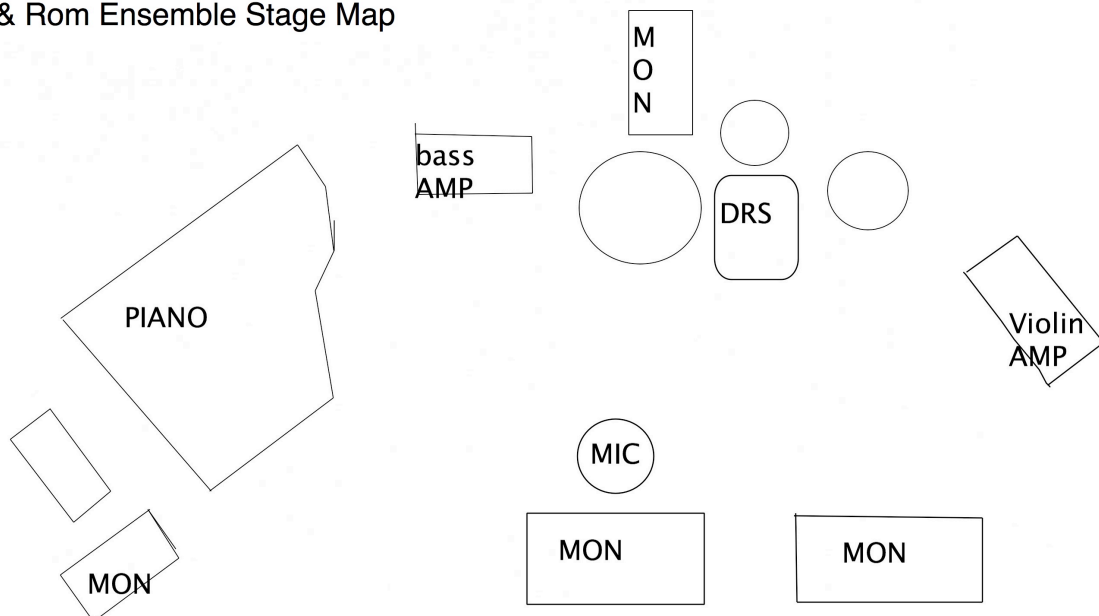 & Rom Ensemble Stage Map
M
O
N
bass
AMP
DRS
PIANO
Violin
AMP
MIC
MON
MON
MON